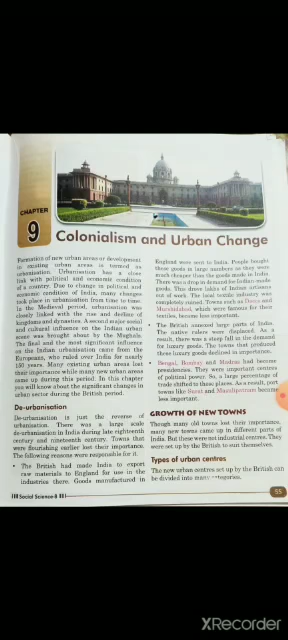 CHAPTER
9
Colonialism and Urban Change
Formation of new urban areas or development
in existing urban areas is termed as
urbanisation. Urbanisation has a close
link with political and economic condition
of a country. Due to change in political and
economic condition of India, many changes
took place in urbanisation from time to time.
In the Medieval period, urbanisation was
closely linked with the rise and decline of
kingdoms and dynasties. A second major social
and cultural influence on the Indian urban
scene was brought about by the Mughals.
The final and the most significant influence
on the Indian urbanisation came from the
Europeans, who ruled over India for nearly
150 years. Many existing urban areas lost
their importance while many new urban areas
came up during this period. In this chapter
you will know about the significant changes in
urban sector during the British period.
De-urbanisation
De-urbanisation is just the reverse of
urbanisation. There was a large scale
de-urbanisation in India during late eighteenth
century and nineteenth century. Towns that
were flourishing earlier lost their importance.
The following reasons were responsible for it.
• The British had made India to export
raw materials to England for use in the
industries there. Goods manufactured in
England were sent to India. People bought
these goods in large numbers as they were
much cheaper than the goods made in India.
There was a drop in demand for Indian made
goods. This drove lakhs of Indian artisans
out of work. The local textile industry was
completely ruined. Towns such as Dacca and
Murshidabad, which were famous for their
textiles, become less important.
• The British annexed large parts of India.
The native rulers were displaced. As a
result, there was a steep fall in the demand
for luxury goods. The towns that produced
these luxury goods declined in importance.
• Bengal, Bombay and Madras had become
presidencies. They were important centres
of political power. So, a large percentage of
trade shifted to these places. As a result, port
towns like Surat and Masulipatnam became
less important.
GROWTH OF NEW TOWNS
Though many old towns lost their importance,
many new towns came up in different parts of
India. But these were not industrial centres. They
were set up by the British to suit themselves.
Types of urban centres
The new urban centres set up by the British can
be divided into many categories.
Social Science-8
95
XRecorder